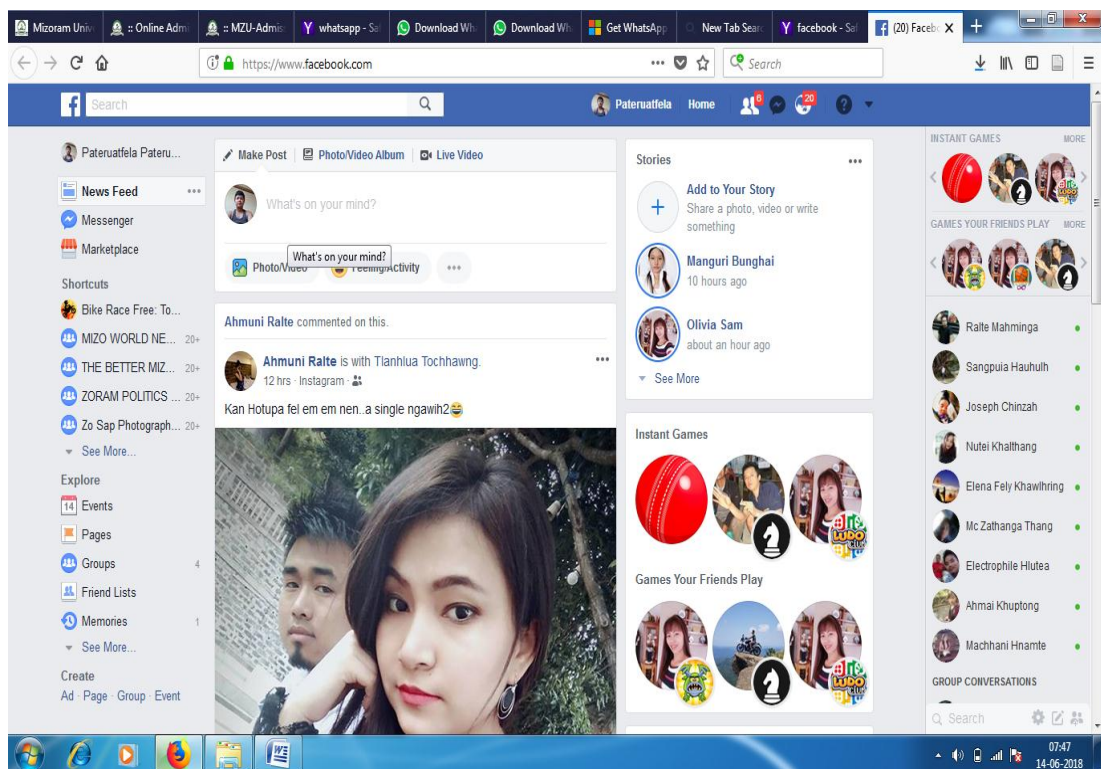 Mizoram Univ
:: Online Admi
:: MZU-Admis
whatsapp - Sa
Download Wh
Download Wh
Get WhatsApp
New Tab Searc
facebook - Saf
(20) Facebo
https://www.facebook.com
Search
Search
Pateruatfela
Home
6
20
Pateruatfela Pateru...
News Feed
Messenger
Marketplace
Shortcuts
Bike Race Free: To...
MIZO WORLD NE... 20+
THE BETTER MIZ... 20+
ZORAM POLITICS ... 20+
Zo Sap Photograph... 20+
See More...
Explore
14 Events
Pages
Groups 4
Friend Lists
Memories 1
See More...
Create
Ad · Page · Group · Event
Make Post
Photo/Video Album
Live Video
What's on your mind?
What's on your mind?
Photo/Video
Feeling/Activity
Ahmuni Ralte commented on this.
Ahmuni Ralte is with Tlanhlua Tochhawng.
12 hrs · Instagram ·
Kan Hotupa fel em em nen..a single ngawih2
Stories
Add to Your Story
Share a photo, video or write
something
Manguri Bunghai
10 hours ago
Olivia Sam
about an hour ago
See More
Instant Games
LUDO
CLUB
Games Your Friends Play
LUDO
CLUB
INSTANT GAMES MORE
GAMES YOUR FRIENDS PLAY MORE
Ralte Mahminga
Sangpuia Hauhulh
Joseph Chinzah
Nutei Khalthang
Elena Fely Khawlhring
Mc Zathanga Thang
Electrophile Hlutea
Ahmai Khuptong
Machhani Hnamte
GROUP CONVERSATIONS
Search
07:47
14-06-2018